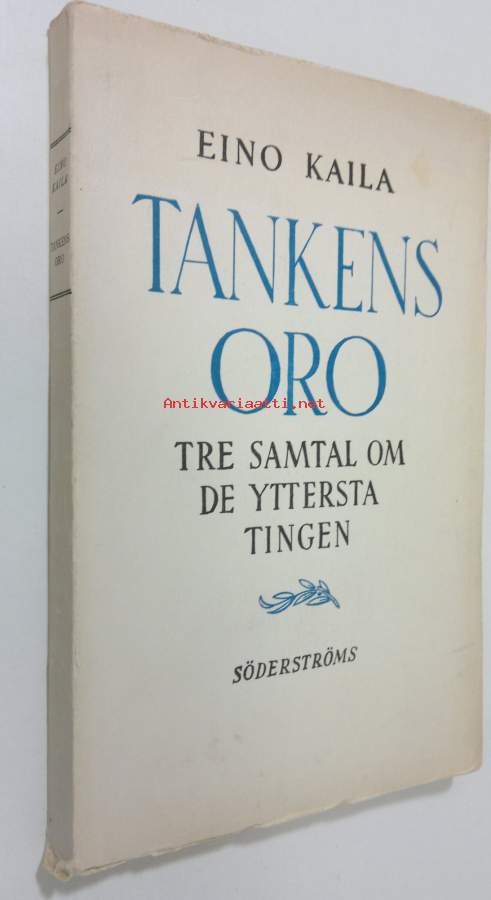 EINO KAILA
TANKENS
ORO
Antikvariaatti.net
TRE SAMTAL OM
DE YTTERSTA
TINGEN
SÖDERSTRÖMS
EINO
KAILA
TANKENS
ORO